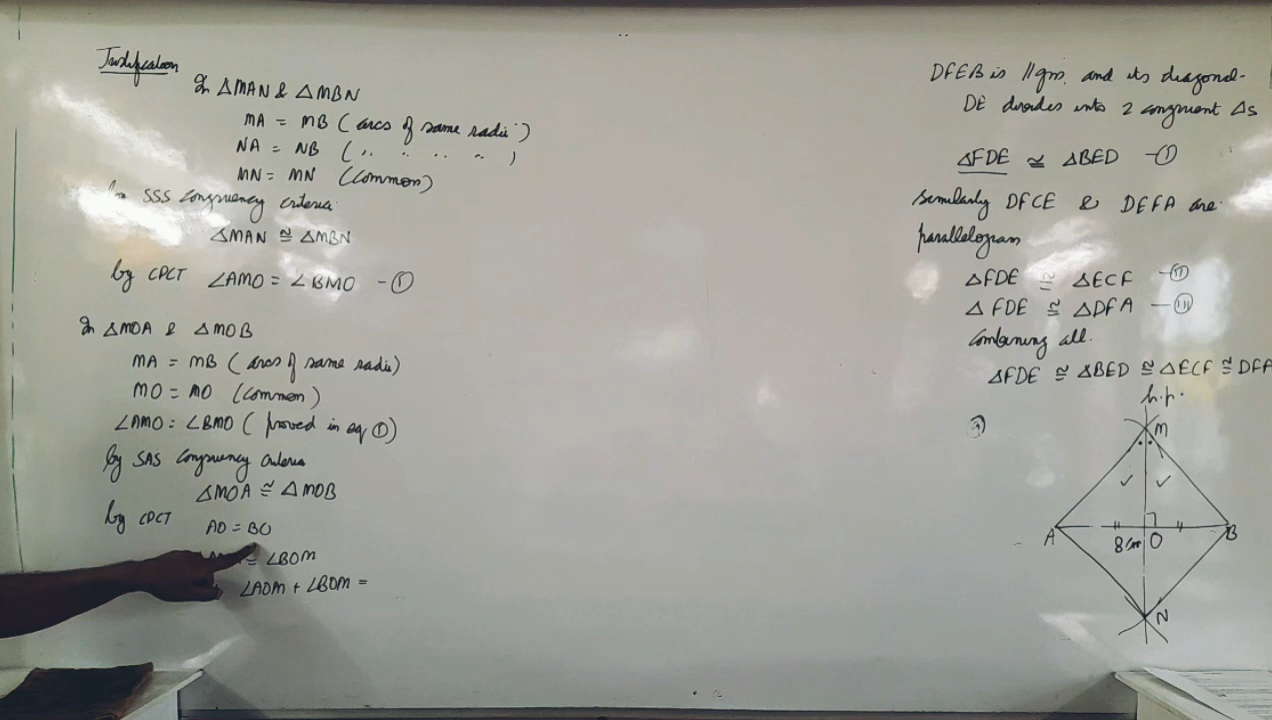 Justification
In △MAN & △MBN
MA = MB (arcs of same radii)
NA = NB ( ,, ,, ,, ,, )
MN = MN (Common)
by SSS congruency criteria
△MAN ≅ △MBN
by CPCT ∠AMO = ∠BMO - ①
In △MOA & △MOB
MA = MB (arcs of same radii)
MO = MO (Common)
∠AMO = ∠BMO (proved in eq ①)
by SAS congruency criteria
△MOA ≅ △MOB
by CPCT AO = BO
= ∠BOM
∠AOM + ∠BOM =
DFEB is ||gm. and its diagonal
DE divides into 2 congruent △s
△FDE ≅ △BED - ①
Similarly DFCE & DEFA are
parallelogram
△FDE ≅ △ECF - ⑪
△FDE ≅ △DFA - ⑪⑪
Combining all.
△FDE ≅ △BED ≅ △ECF ≅ DFA
h.p.
M
A
8cm O
B
N